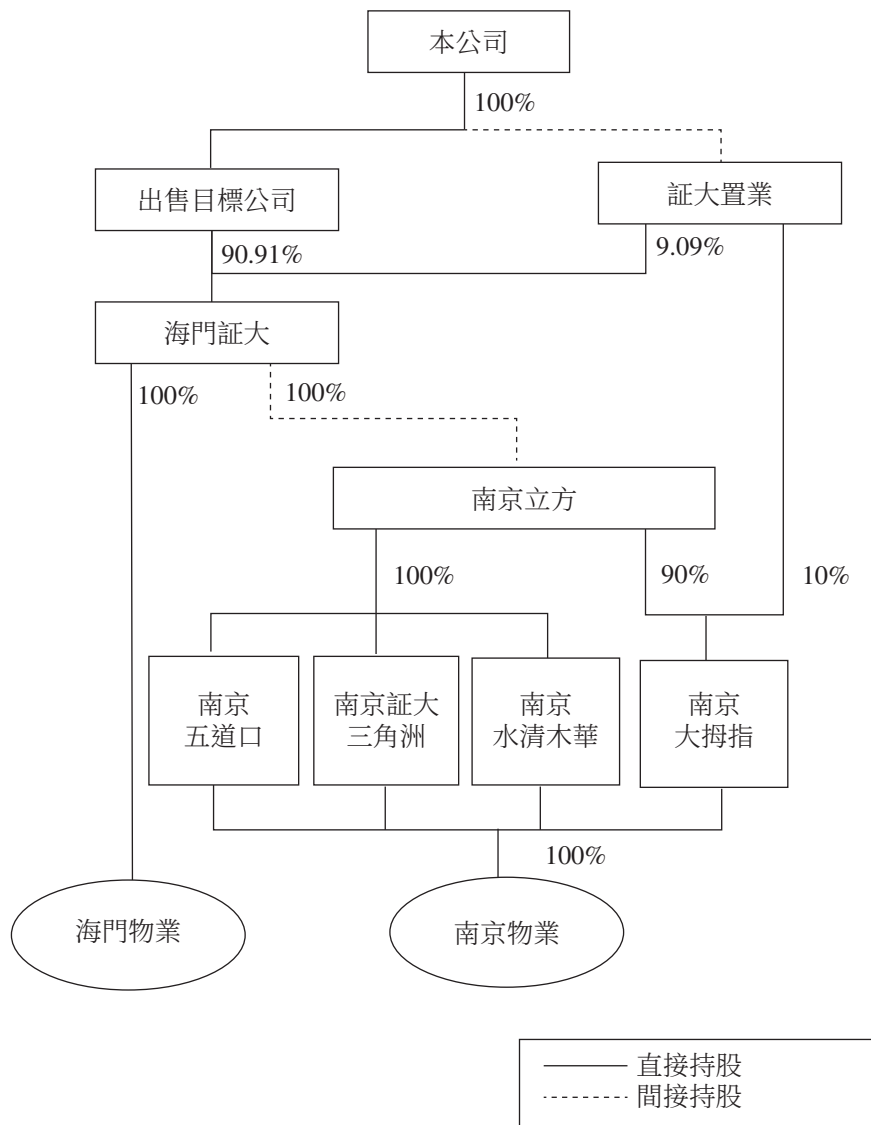 本公司
100%
出售目標公司
証大置業
90.91%
9.09%
海門証大
100%
100%
南京立方
100%
90%
10%
南京
五道口
南京証大
三角洲
南京
水清木華
南京
大拇指
100%
海門物業
南京物業
直接持股
間接持股